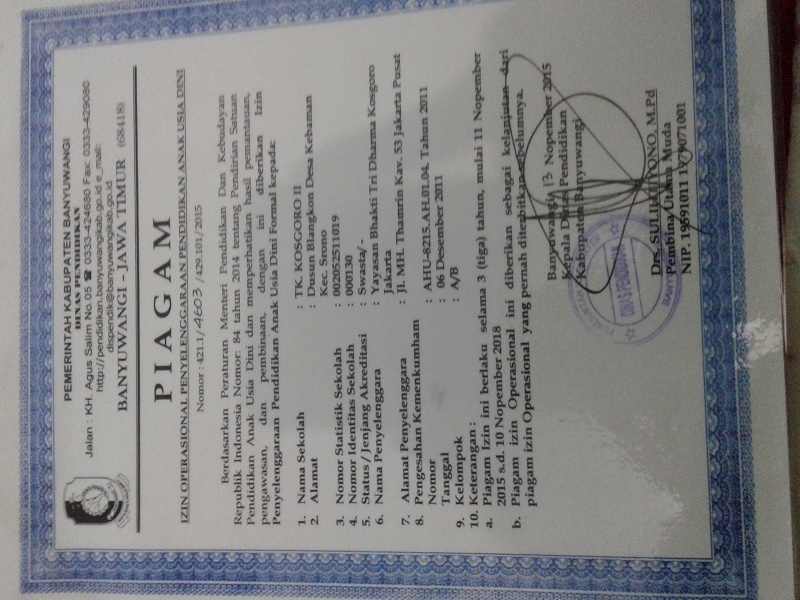 PEMERINTAH KABUPATEN BANYUWANGI
DINAS PENDIDIKAN
Jalan : KH. Agus Salim No.05 ☎ 0333-424680 Fax: 0333-429080
http://pendidikan.banyuwangikab.go.id e_mail:
dispendik@banyuwangikab.go.id
BANYUWANGI – JAWA TIMUR (68418)
PIAGAM
IZIN OPERASIONAL PENYELENGGARAAN PENDIDIKAN ANAK USIA DINI
Nomor : 421.1/4603/429.101/2015
Berdasarkan Peraturan Menteri Pendidikan Dan Kebudayan
Republik Indonesia Nomor: 84 tahun 2014 tentang Pendirian Satuan
Pendidikan Anak Usia Dini dan memperhatikan hasil pemantauan,
pengawasan, dan pembinaan, dengan ini diberikan Izin
Penyelenggaraan Pendidikan Anak Usia Dini Formal kepada:
1. Nama Sekolah : TK. KOSGORO II
2. Alamat : Dusun Blangkon Desa Kebaman
Kec. Srono
3. Nomor Statistik Sekolah : 002052511019
4. Nomor Identitas Sekolah : 000130
5. Status / Jenjang Akreditasi : Swasta/ -
6. Nama Penyelenggara : Yayasan Bhakti Tri Dharma Kosgoro
Jakarta
7. Alamat Penyelenggara : Jl. MH. Thamrin Kav. 53 Jakarta Pusat
8. Pengesahan Kemenkumham
Nomor : AHU-8215.AH.01.04. Tahun 2011
Tanggal : 06 Desember 2011
9. Kelompok : A/B
10. Keterangan :
a. Piagam Izin ini berlaku selama 3 (tiga) tahun, mulai 11 Nopember
2015 s.d. 10 Nopember 2018
b. Piagam izin Operasional ini diberikan sebagai kelanjutan dari
piagam izin Operasional yang pernah diterbitkan sebelumnya.
Banyuwangi, 13 Nopember 2015
Kepala Dinas Pendidikan
Kabupaten Banyuwangi
Drs. SULIHTIYONO, M.Pd
Pembina Utama Muda
NIP. 19591011 197907 1001